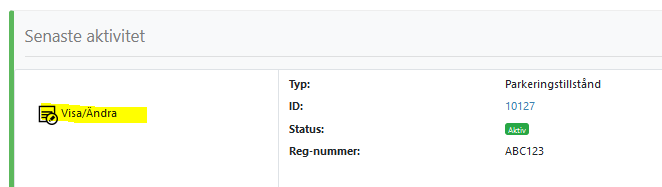 Senaste aktivitet
Visa/Ändra
Typ: Parkeringstillstånd
ID: 10127
Status: Aktiv
Reg-nummer: ABC123